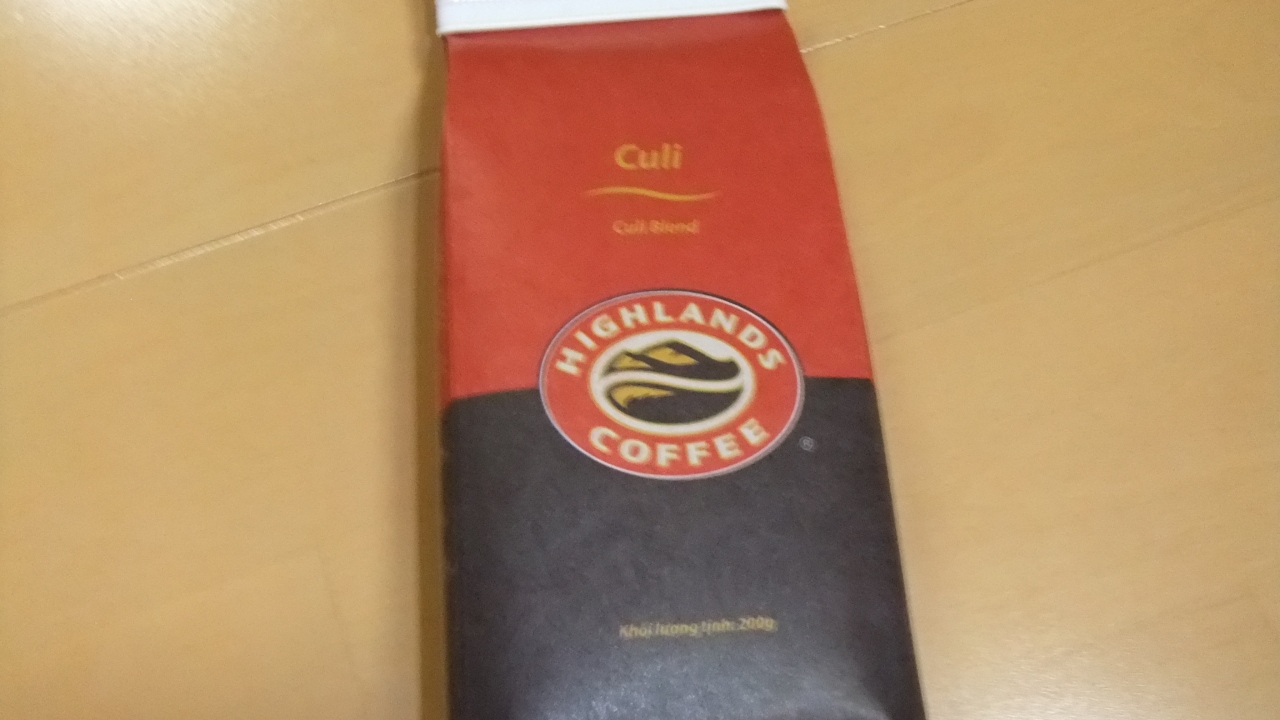 Culi
Culi Blend
HIGHLANDS
COFFEE
®
Khối lượng tịnh: 200g